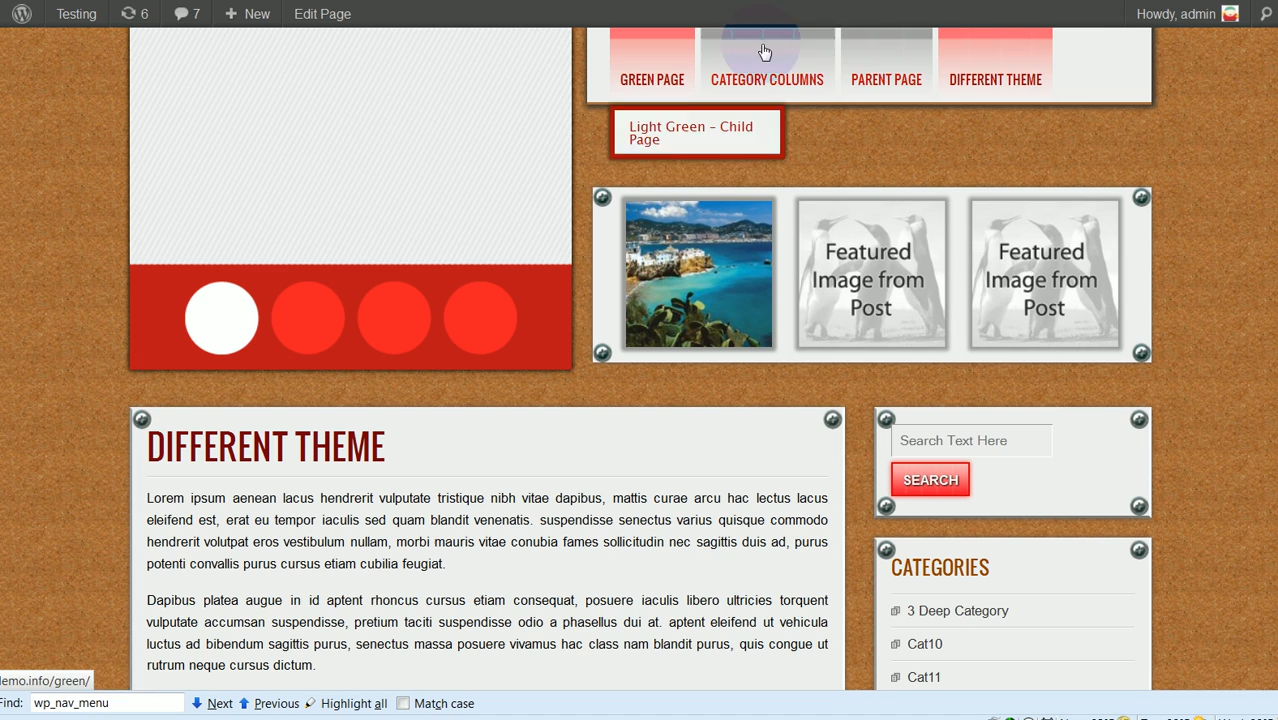 Testing 6 7 New Edit Page Howdy, admin
GREEN PAGE CATEGORY COLUMNS PARENT PAGE DIFFERENT THEME
Light Green – Child
Page
Featured
Image from
Post
Featured
Image from
Post
DIFFERENT THEME
Lorem ipsum aenean lacus hendrerit vulputate tristique nibh vitae dapibus, mattis curae arcu hac lectus lacus
eleifend est, erat eu tempor iaculis sed quam blandit venenatis. suspendisse senectus varius quisque commodo
hendrerit volutpat eros vestibulum nullam, morbi mauris vitae conubia fames sollicitudin nec sagittis duis ad, purus
potenti convallis purus cursus etiam cubilia feugiat.
Dapibus platea augue in id aptent rhoncus cursus etiam consequat, posuere iaculis libero ultricies torquent
vulputate accumsan suspendisse, pretium taciti suspendisse odio a phasellus dui at. aptent eleifend ut vehicula
luctus ad bibendum sagittis purus, senectus massa posuere vivamus hac class nam blandit purus, quis congue ut
rutrum neque cursus dictum.
Search Text Here
SEARCH
CATEGORIES
3 Deep Category
Cat10
Cat11
lemo.info/green/
Find: wp_nav_menu Next Previous Highlight all Match case